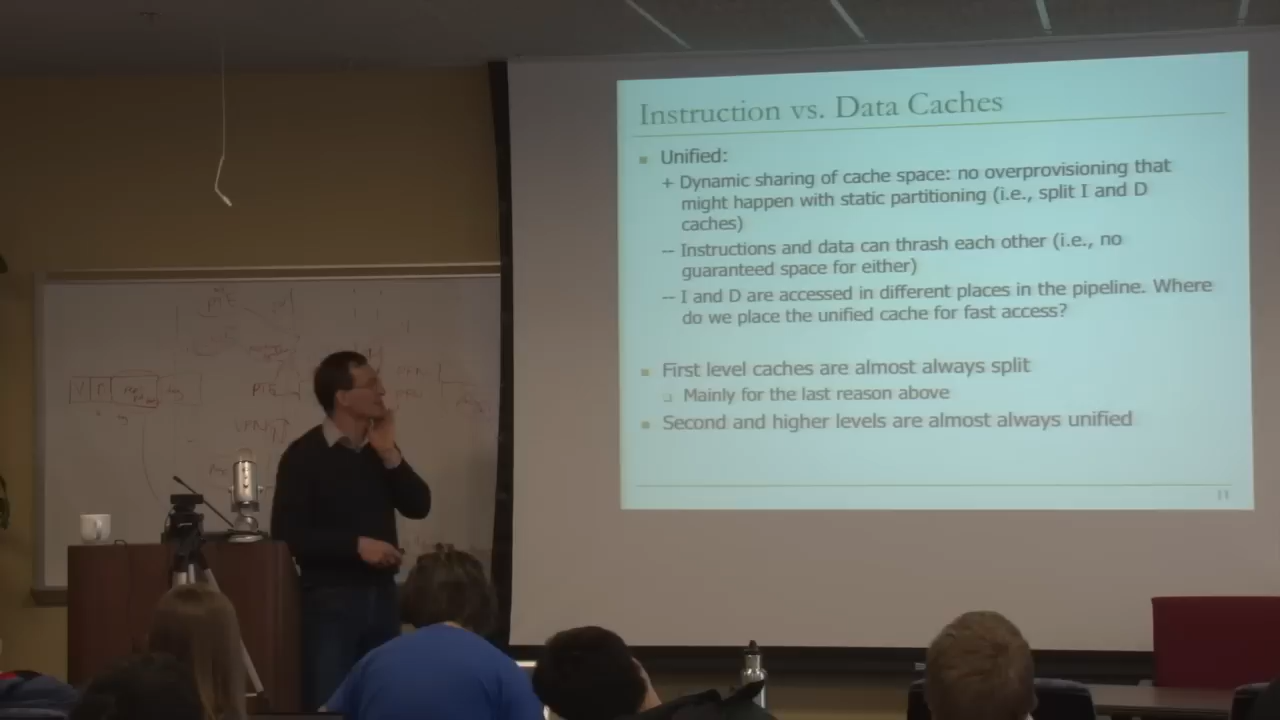 Instruction vs. Data Caches
Unified:
+ Dynamic sharing of cache space: no overprovisioning that
might happen with static partitioning (i.e., split I and D
caches)
-- Instructions and data can thrash each other (i.e., no
guaranteed space for either)
-- I and D are accessed in different places in the pipeline. Where
do we place the unified cache for fast access?
First level caches are almost always split
Mainly for the last reason above
Second and higher levels are almost always unified
11
PTE
PTE